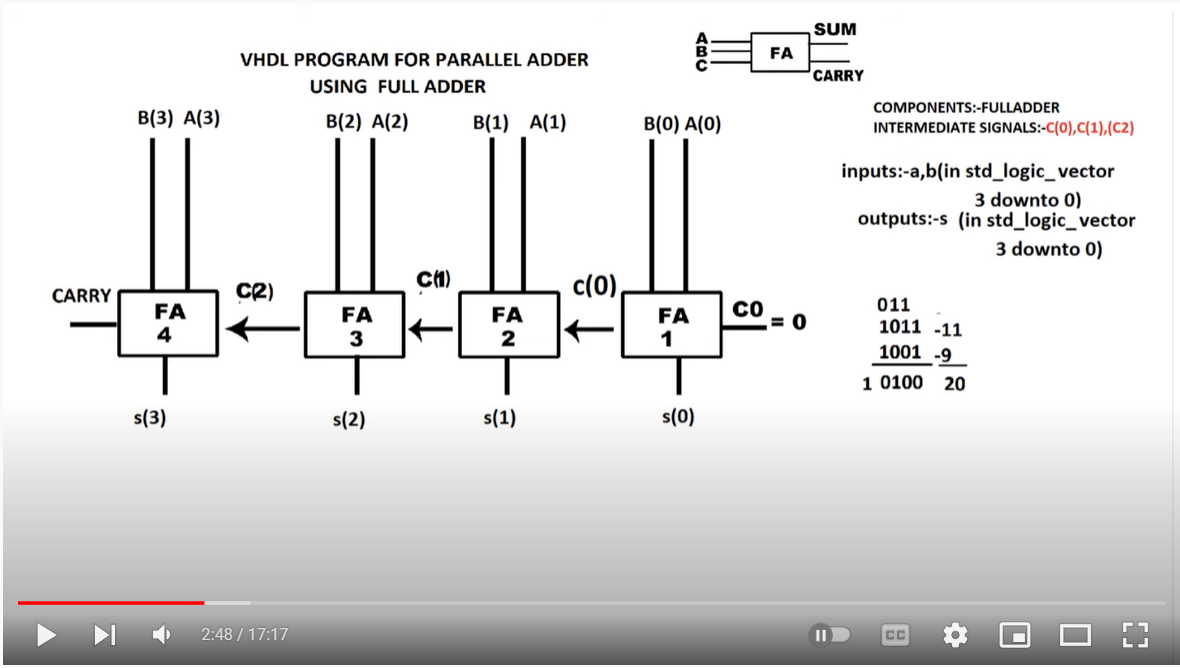 VHDL PROGRAM FOR PARALLEL ADDER
USING FULL ADDER
A
B
C
FA
SUM
CARRY
COMPONENTS:-FULLADDER
INTERMEDIATE SIGNALS:-C(0),C(1),(C2)
inputs:-a,b(in std_logic_vector
3 downto 0)
outputs:-s (in std_logic_vector
3 downto 0)
B(3) A(3)
B(2) A(2)
B(1) A(1)
B(0) A(0)
CARRY
FA
4
C(2)
FA
3
C(1)
FA
2
c(0)
FA
1
C0
= 0
s(3)
s(2)
s(1)
s(0)
011
1011 -11
1001 -9
1 0100 20
2:48 / 17:17
CC